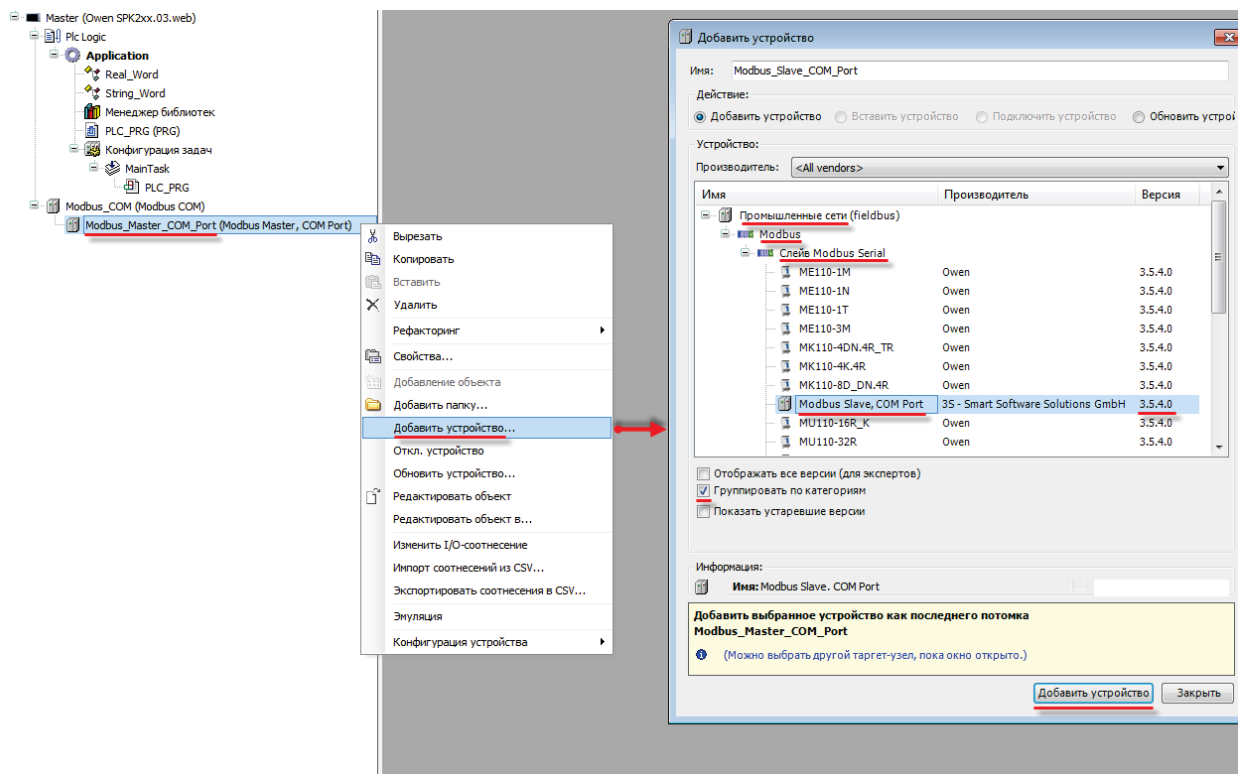 Master (Owen SPK2xx.03.web)
Plc Logic
Application
Real_Word
String_Word
Менеджер библиотек
PLC_PRG (PRG)
Конфигурация задач
MainTask
PLC_PRG
Modbus_COM (Modbus COM)
Modbus_Master_COM_Port (Modbus Master, COM Port)
Вырезать
Копировать
Вставить
Удалить
Рефакторинг
Свойства...
Добавление объекта
Добавить папку...
Добавить устройство...
Откл. устройство
Обновить устройство...
Редактировать объект
Редактировать объект в...
Изменить I/O-соотнесение
Импорт соотнесений из CSV...
Экспортировать соотнесения в CSV...
Эмуляция
Конфигурация устройства
Добавить устройство
Имя: Modbus_Slave_COM_Port
Действие:
Добавить устройство Вставить устройство Подключить устройство Обновить устрой
Устройство:
Производитель: <All vendors>
Имя Производитель Версия
Промышленные сети (fieldbus)
Modbus
Слейв Modbus Serial
ME110-1M Owen 3.5.4.0
ME110-1N Owen 3.5.4.0
ME110-1T Owen 3.5.4.0
ME110-3M Owen 3.5.4.0
MK110-4DN.4R_TR Owen 3.5.4.0
MK110-4K.4R Owen 3.5.4.0
MK110-8D_DN.4R Owen 3.5.4.0
Modbus Slave, COM Port 3S - Smart Software Solutions GmbH 3.5.4.0
MU110-16R_K Owen 3.5.4.0
MU110-32R Owen 3.5.4.0
Отображать все версии (для экспертов)
Группировать по категориям
Показать устаревшие версии
Информация:
Имя: Modbus Slave, COM Port
Добавить выбранное устройство как последнего потомка
Modbus_Master_COM_Port
(Можно выбрать другой таргет-узел, пока окно открыто.)
Добавить устройство Закрыть